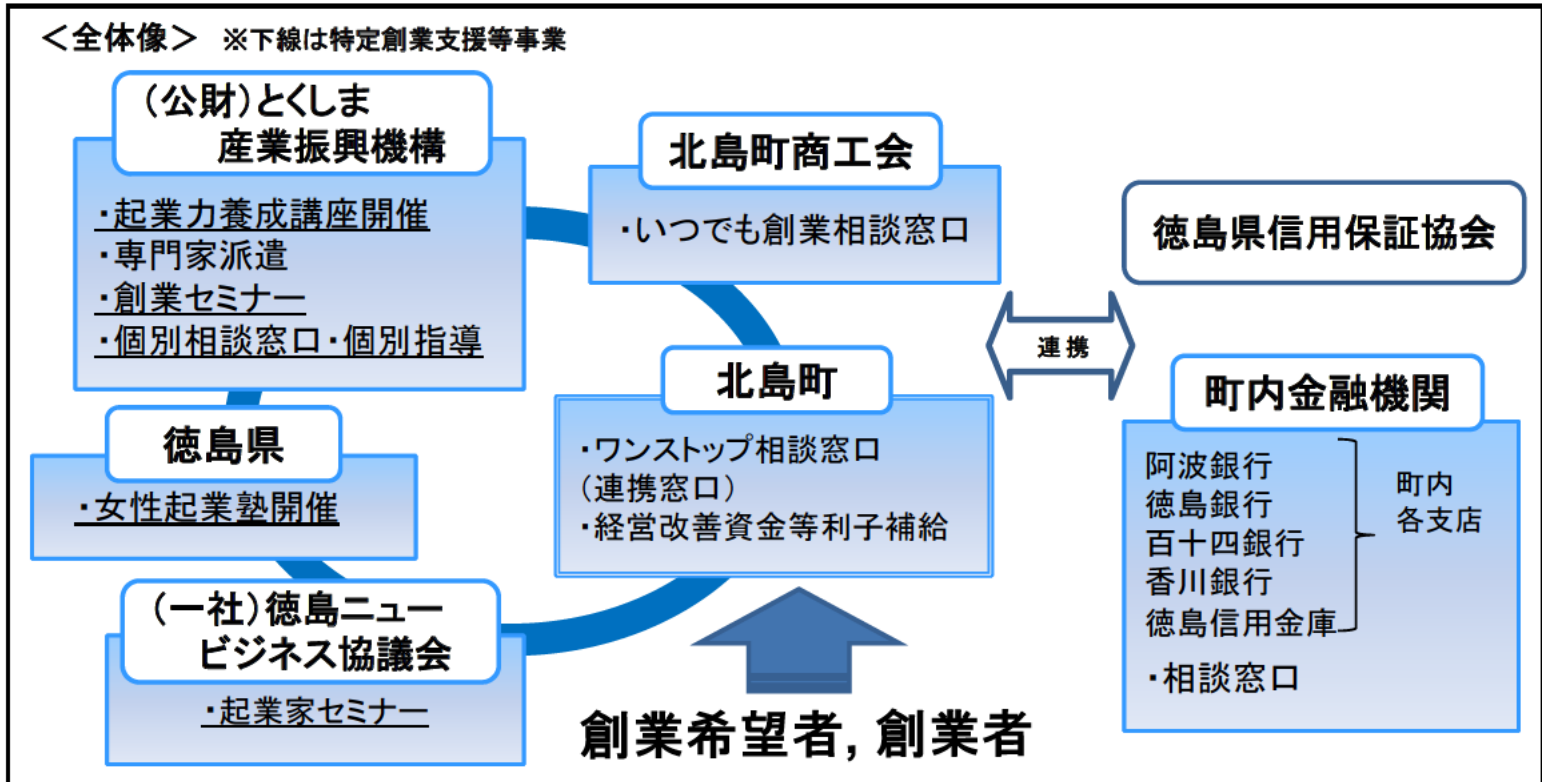 ＜全体像＞ ※下線は特定創業支援等事業
（公財）とくしま
産業振興機構
・起業力養成講座開催
・専門家派遣
・創業セミナー
・個別相談窓口・個別指導
北島町商工会
・いつでも創業相談窓口
徳島県信用保証協会
連携
北島町
・ワンストップ相談窓口
（連携窓口）
・経営改善資金等利子補給
町内金融機関
阿波銀行
徳島銀行
百十四銀行
香川銀行
徳島信用金庫
町内
各支店
・相談窓口
徳島県
・女性起業塾開催
（一社）徳島ニュー
ビジネス協議会
・起業家セミナー
創業希望者, 創業者